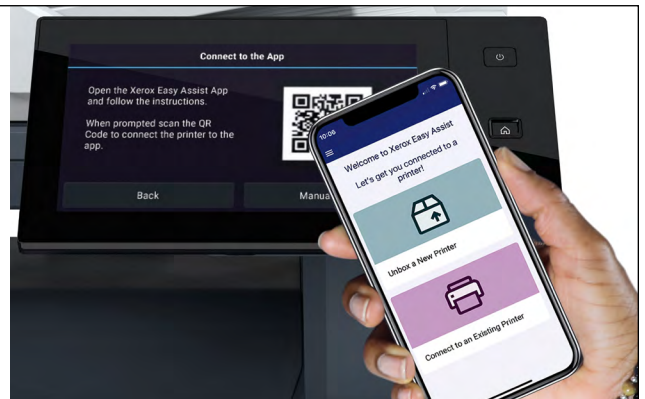 Connect to the App
Open the Xerox Easy Assist App
and follow the instructions.
When prompted scan the QR
Code to connect the printer to the
app.
Back
10:06
Welcome to Xerox Easy Assist
Let's get you connected to a
printer!
Unbox a New Printer
Connect to an Existing Printer